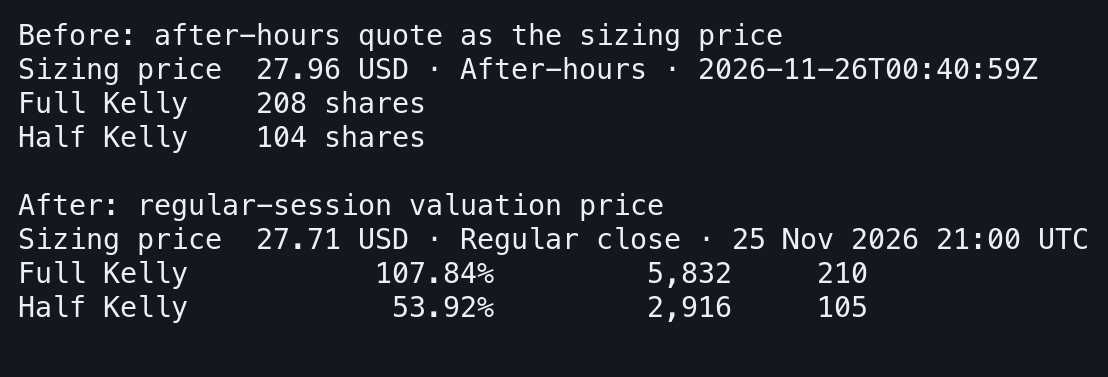 Before: after−hours quote as the sizing price
Sizing price  27.96 USD · After−hours · 2026−11−26T00:40:59Z
Full Kelly    208 shares
Half Kelly    104 shares

After: regular−session valuation price
Sizing price  27.71 USD · Regular close · 25 Nov 2026 21:00 UTC
Full Kelly           107.84%         5,832     210
Half Kelly            53.92%         2,916     105